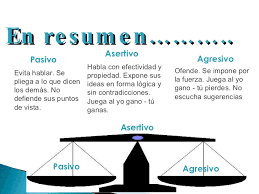 En resumen...........
Pasivo
Evita hablar. Se
pliega a lo que dicen
los demás. No
defiende sus puntos
de vista.
Asertivo
Habla con efectividad y
propiedad. Expone sus
ideas en forma lógica y
sin contradicciones.
Juega al yo gano - tú
ganas.
Agresivo
Ofende. Se impone por
la fuerza. Juega al yo
gano - tú pierdes. No
escucha sugerencias
Asertivo
Pasivo
Agresivo